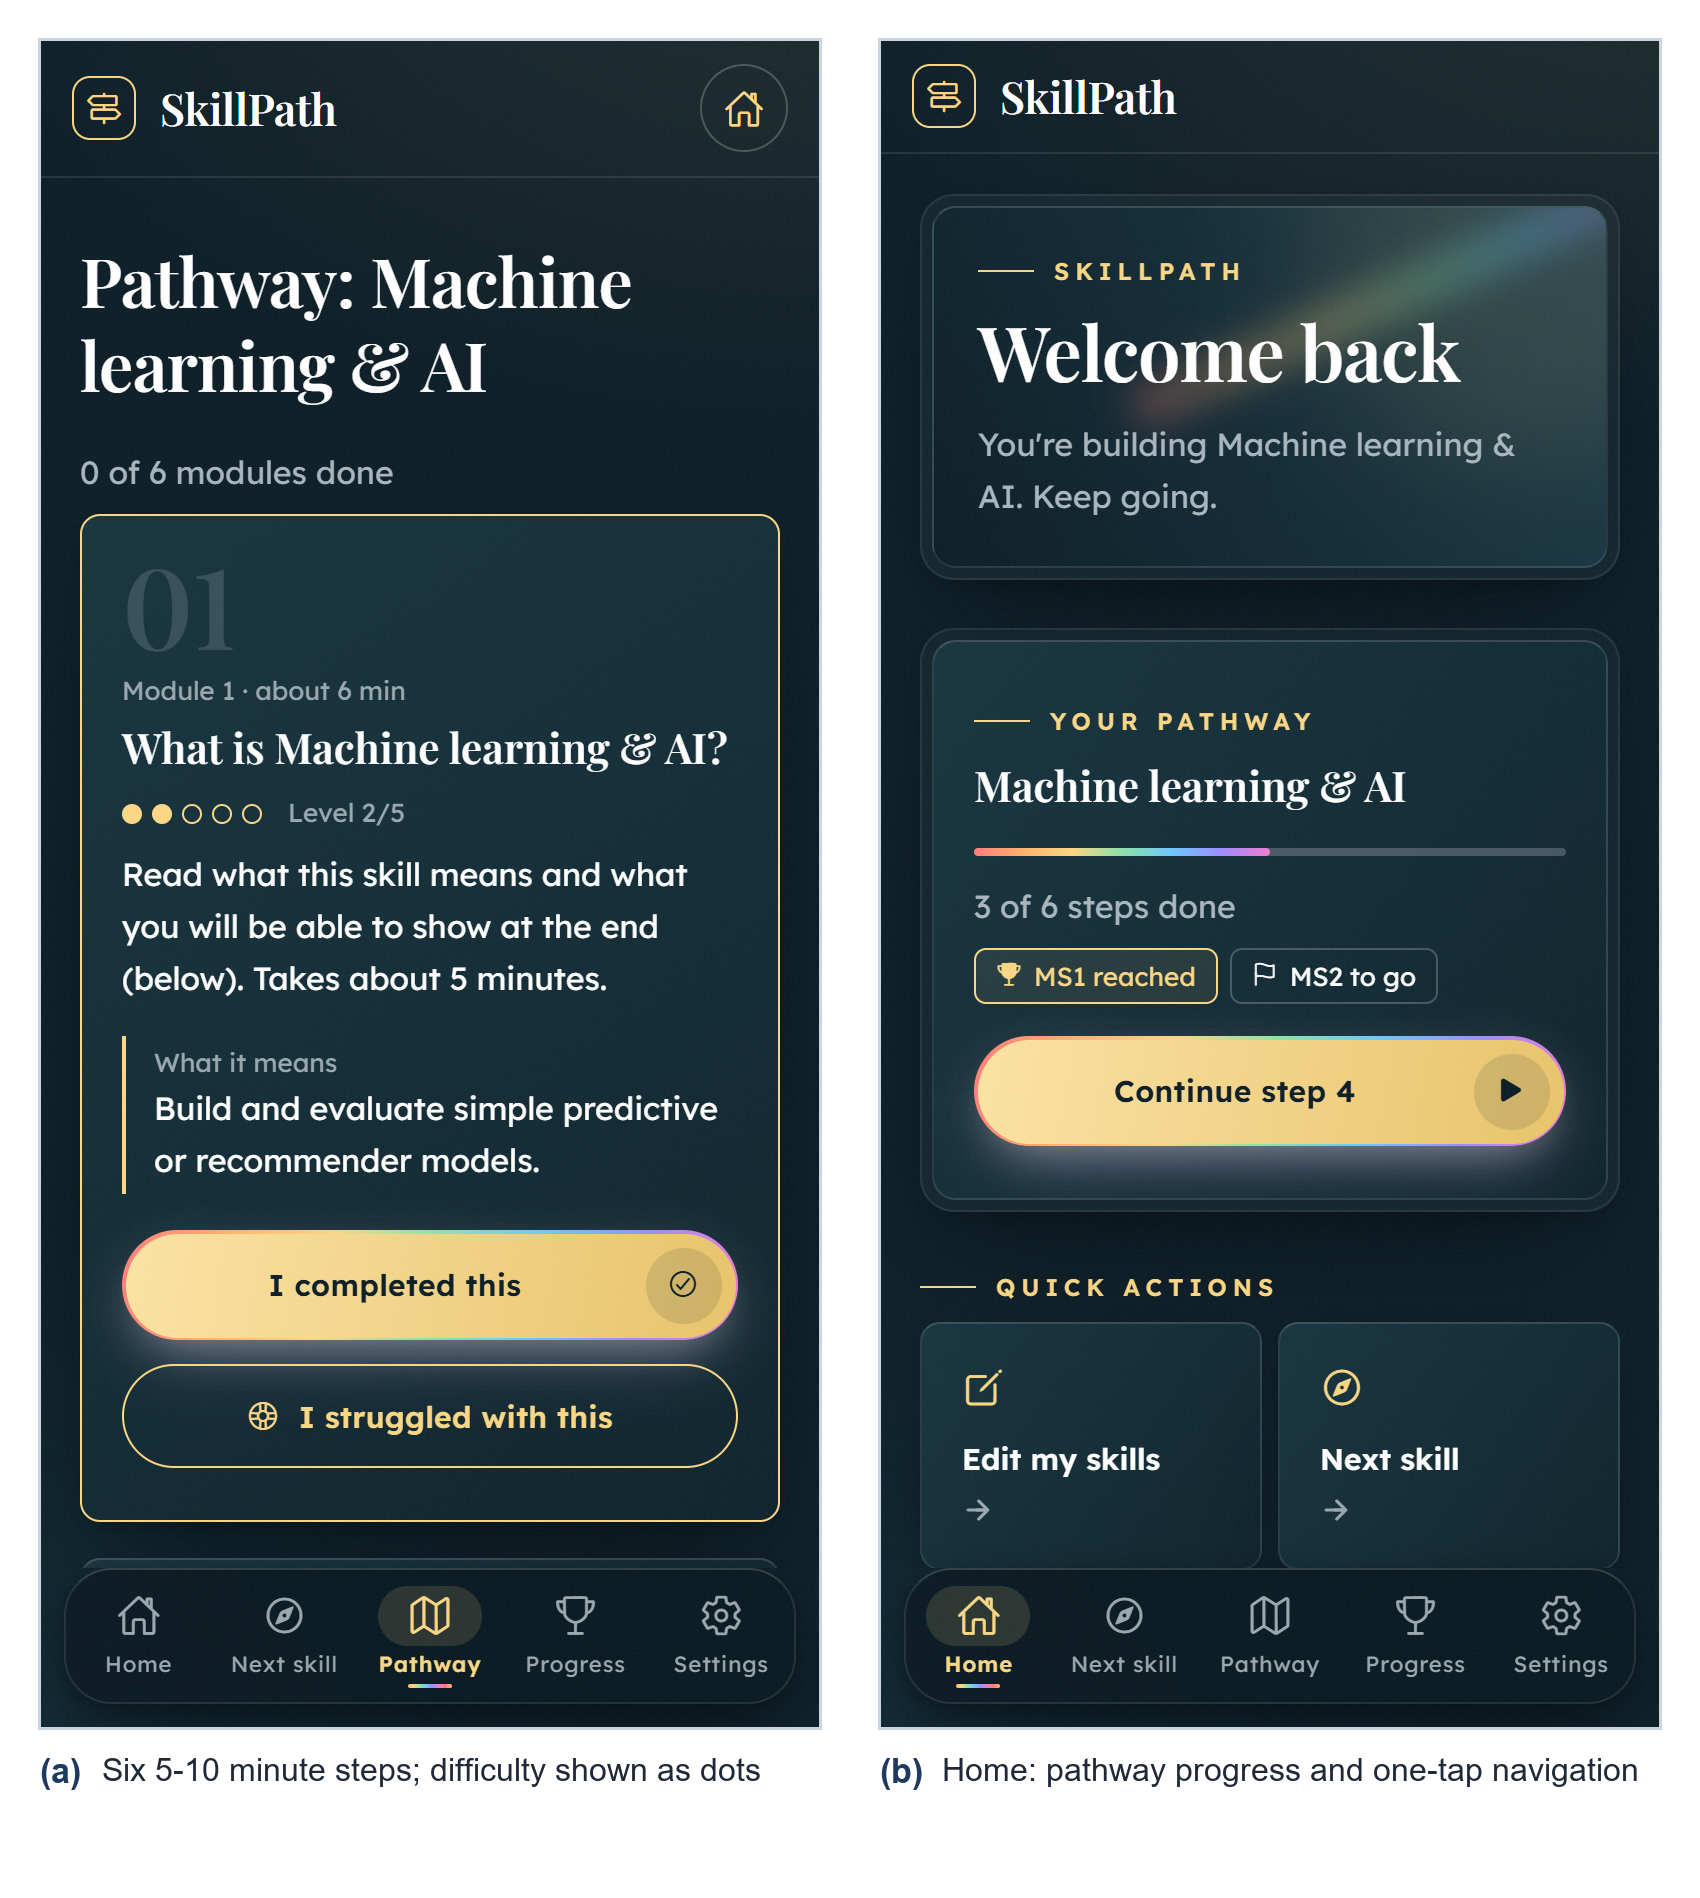 SkillPath
Pathway: Machine
learning & AI
0 of 6 modules done
01
Module 1 · about 6 min
What is Machine learning & AI?
Level 2/5
Read what this skill means and what
you will be able to show at the end
(below). Takes about 5 minutes.
What it means
Build and evaluate simple predictive
or recommender models.
I completed this
I struggled with this
Home
Next skill
Pathway
Progress
Settings
(a) Six 5-10 minute steps; difficulty shown as dots
SkillPath
SKILLPATH
Welcome back
You're building Machine learning &
AI. Keep going.
YOUR PATHWAY
Machine learning & AI
3 of 6 steps done
MS1 reached
MS2 to go
Continue step 4
QUICK ACTIONS
Edit my skills
Next skill
Home
Next skill
Pathway
Progress
Settings
(b) Home: pathway progress and one-tap navigation